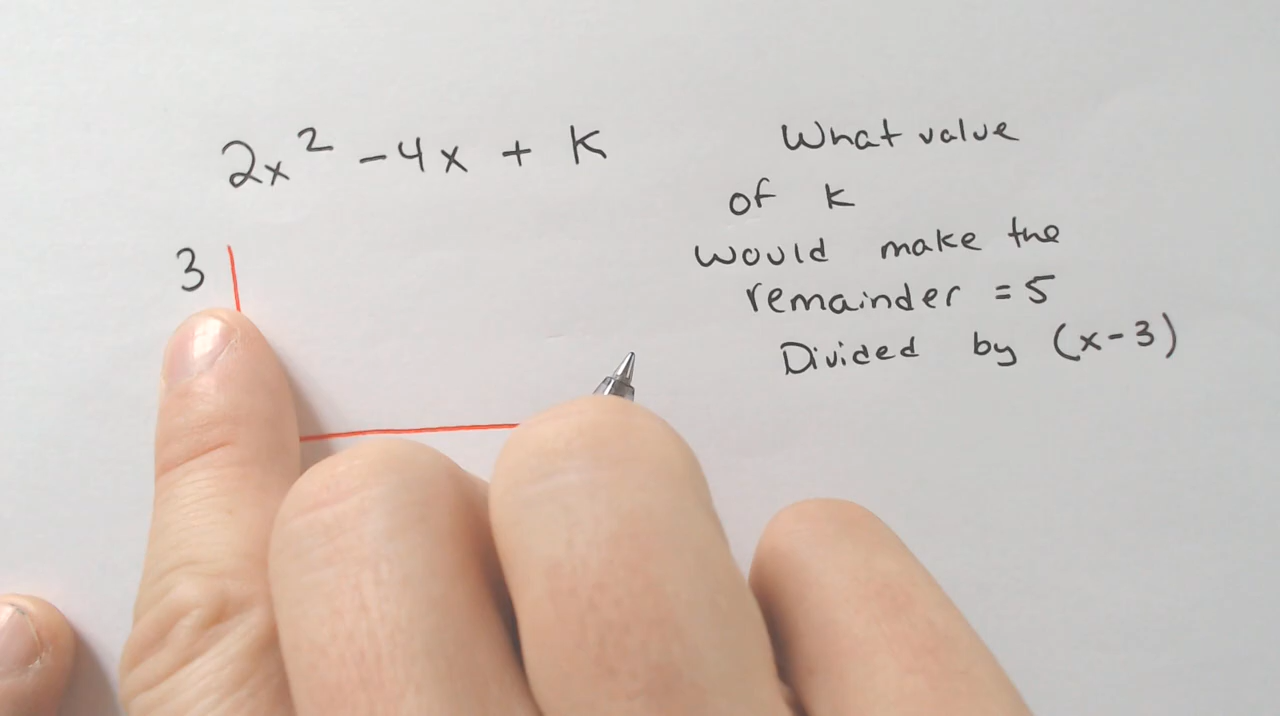 2x² - 4x + k
3
What value
of k
would make the
remainder = 5
Divided by (x-3)